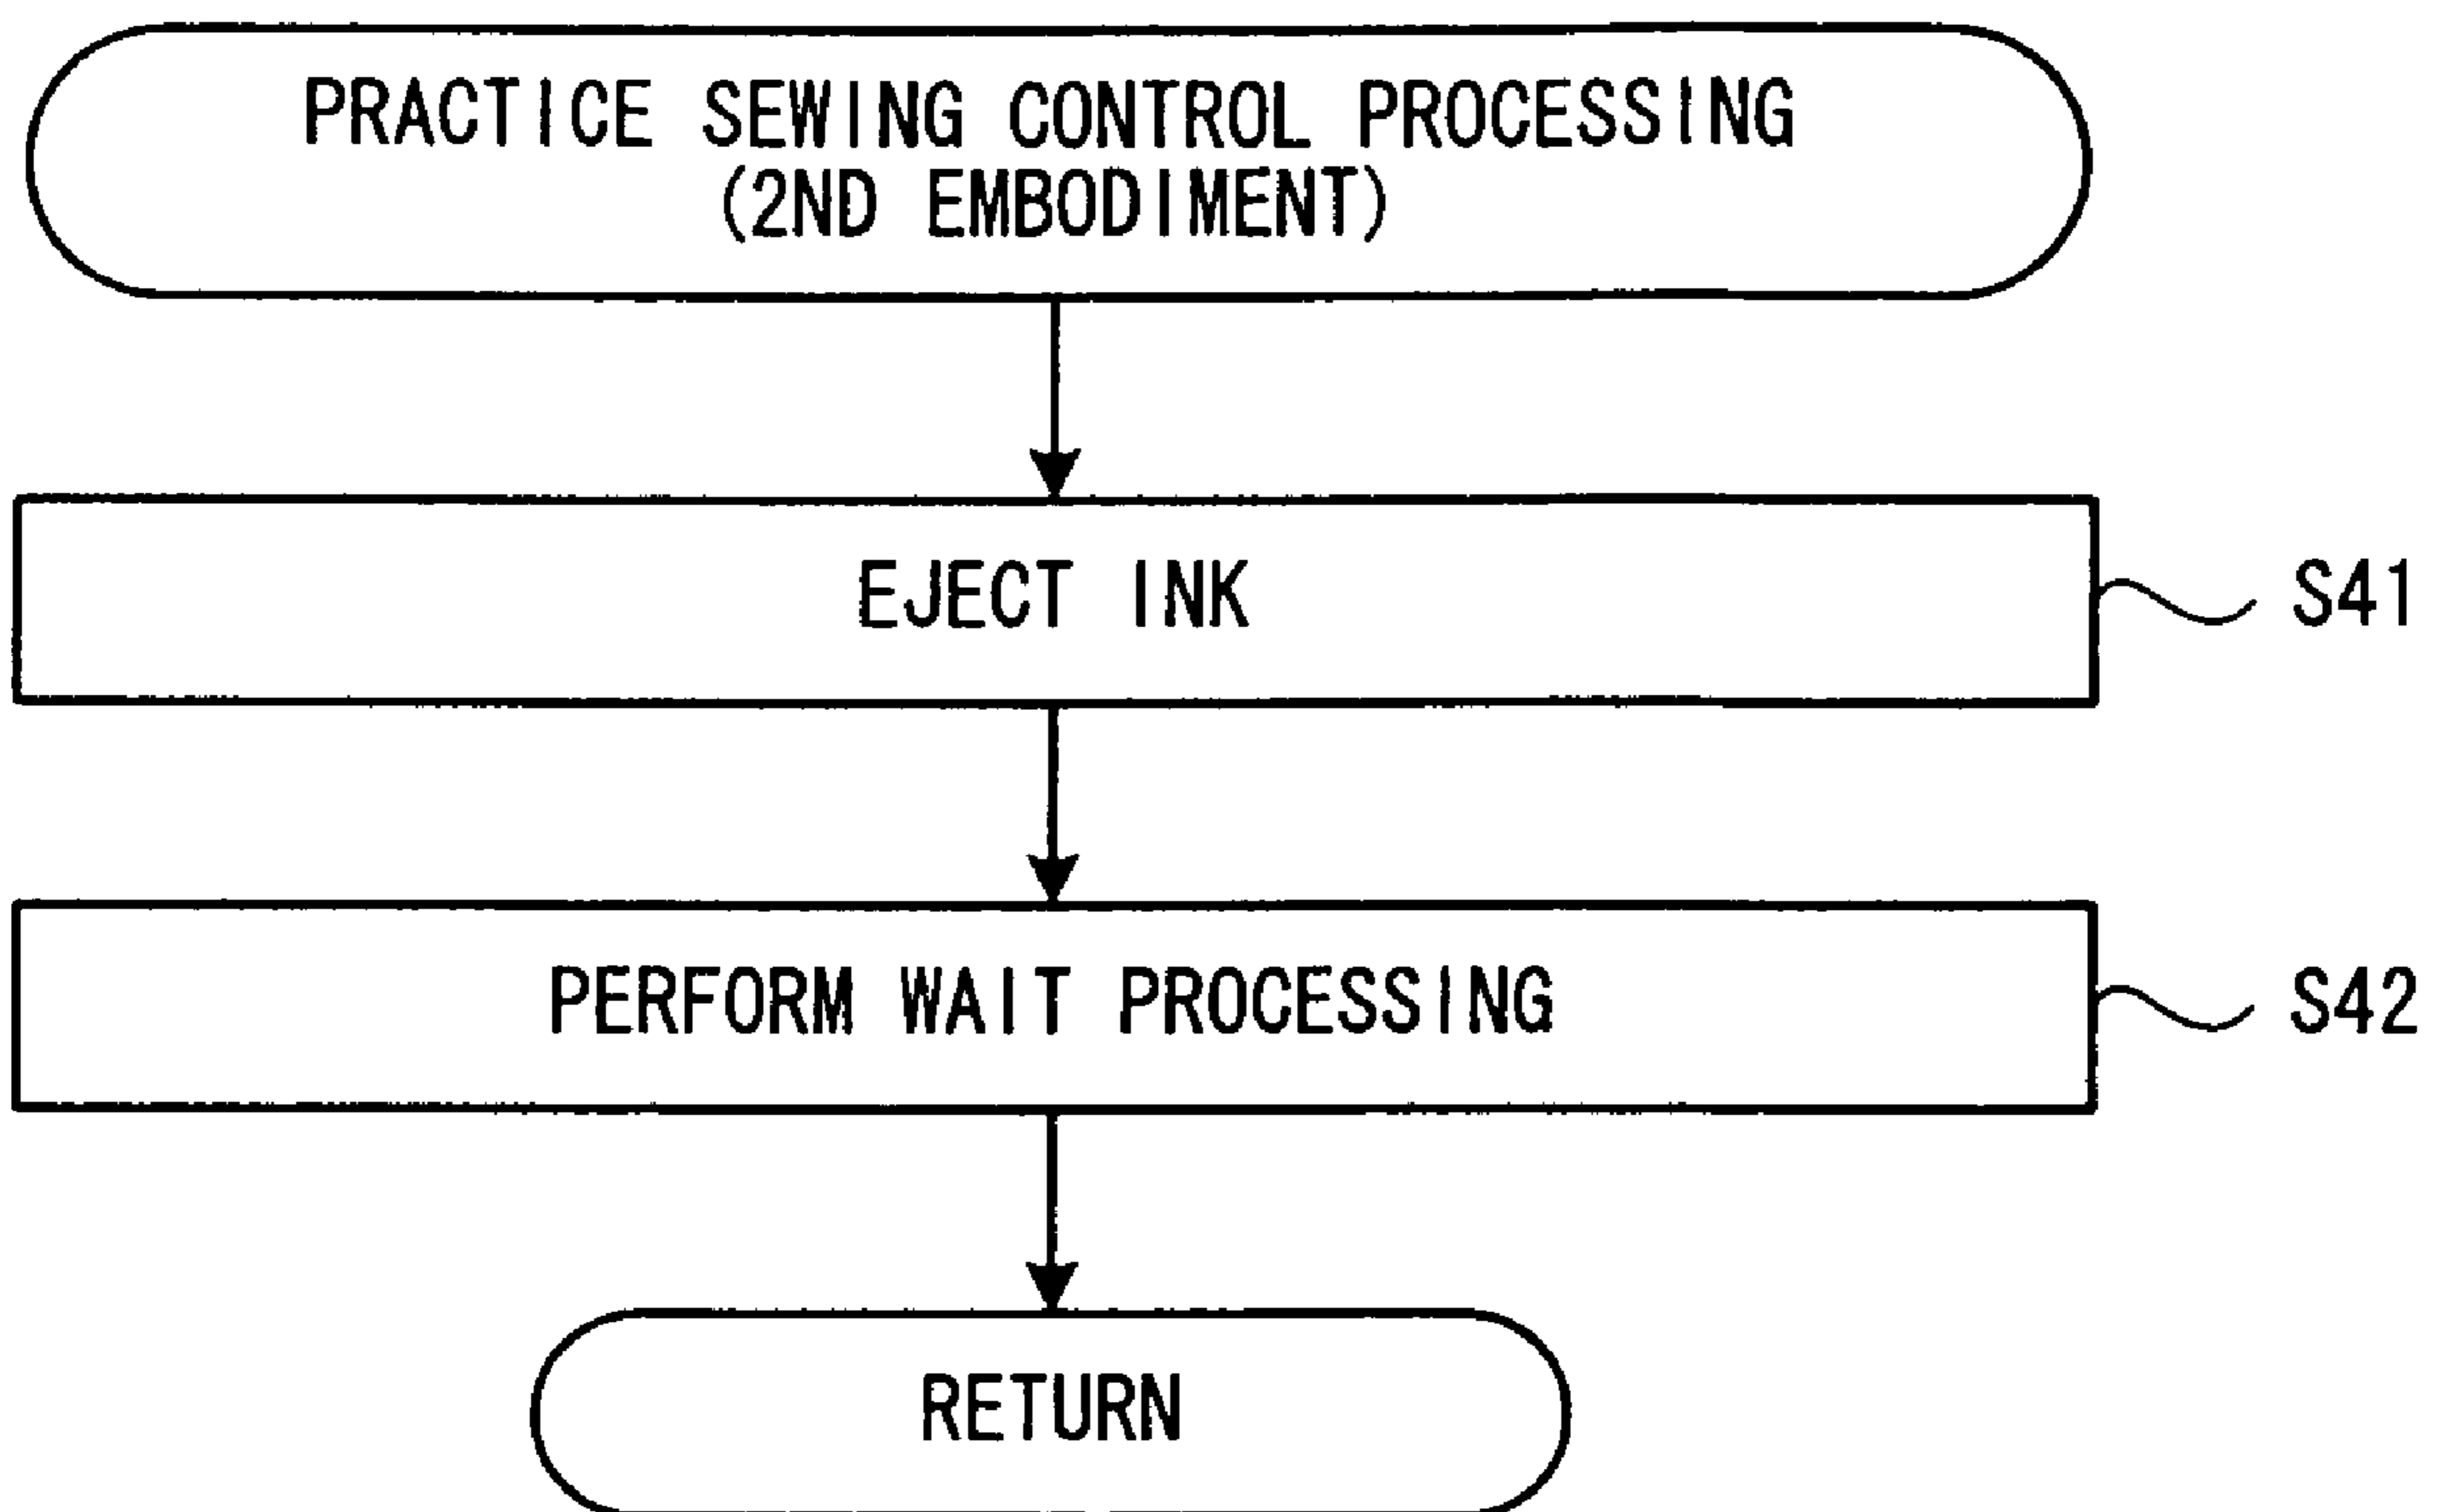 PRACTICE SEWING CONTROL PROCESSING
(2ND EMBODIMENT)
EJECT INK
S41
PERFORM WAIT PROCESSING
S42
RETURN